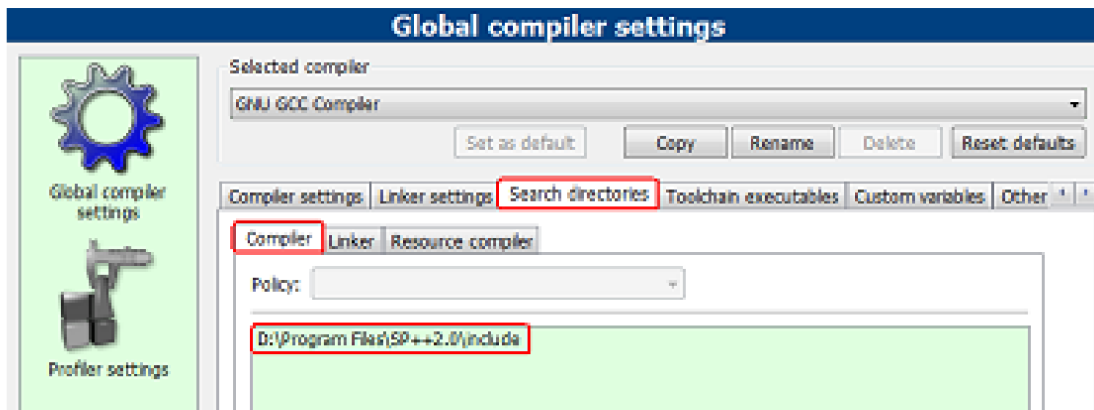 Global compiler settings
Selected compiler
GNU GCC Compiler
Set as default Copy Rename Delete Reset defaults
Global compiler
settings
Compiler settings Linker settings Search directories Toolchain executables Custom variables Other
Compiler Linker Resource compiler
Policy:
D:\Program Files\SP++2.0\include
Profiler settings